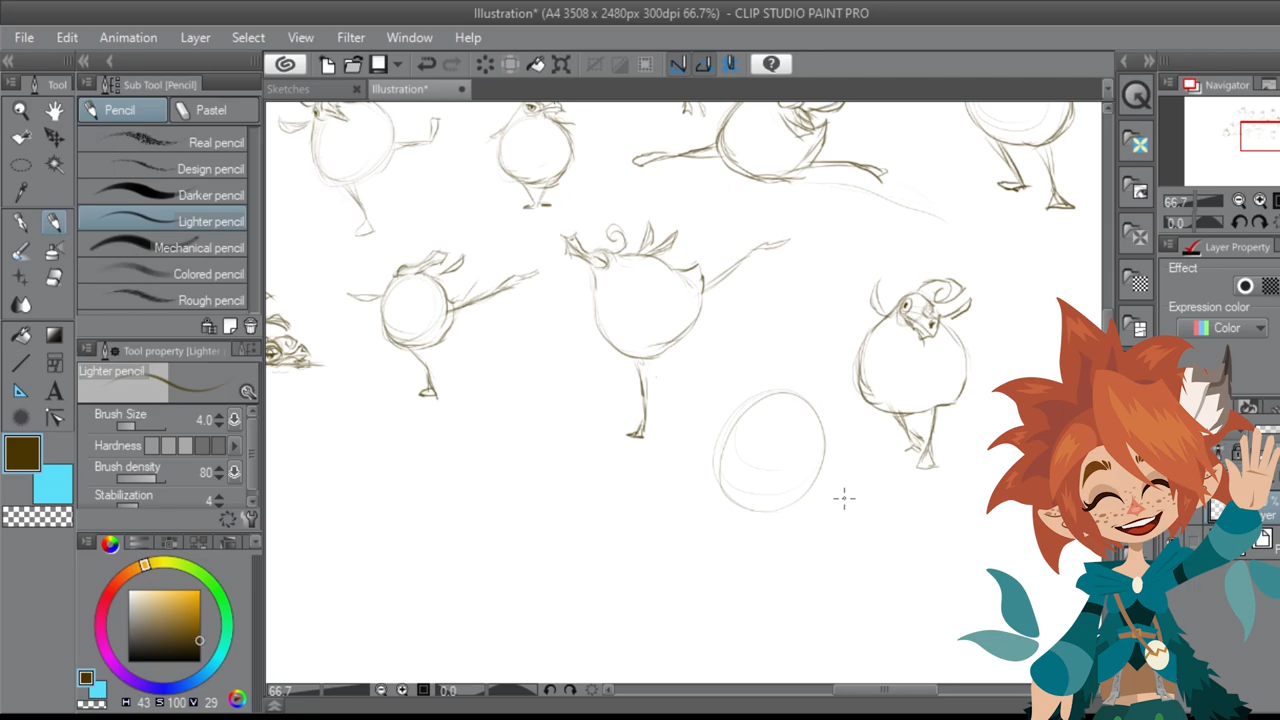 Illustration* (A4 3508 x 2480px 300dpi 66.7%) - CLIP STUDIO PAINT PRO
File Edit Animation Layer Select View Filter Window Help
Tool
Sub Tool [Pencil]
Sketches
Illustration*
Navigator
Pencil
Pastel
Real pencil
Design pencil
Darker pencil
Lighter pencil
Mechanical pencil
Colored pencil
Rough pencil
66.7
0.0
Layer Property
Effect
Expression color
Color
Tool property [Lighter
Lighter pencil
Brush Size 4.0
Hardness
Brush density 80
Stabilization 4
H 43 S 100 V 29
66.7
0.0